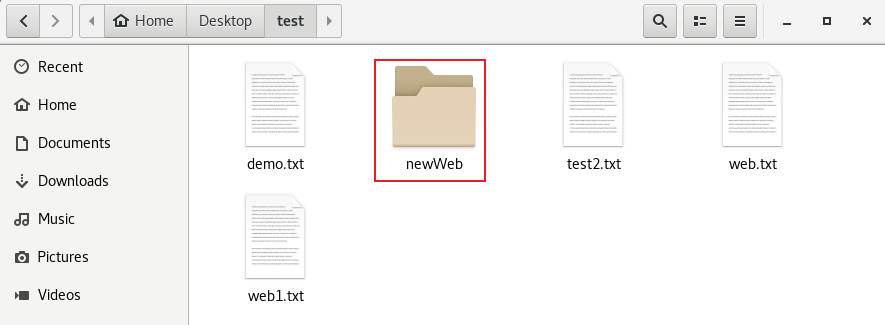 Home
Desktop
test
Recent
Home
Documents
Downloads
Music
Pictures
Videos
demo.txt
newWeb
test2.txt
web.txt
web1.txt